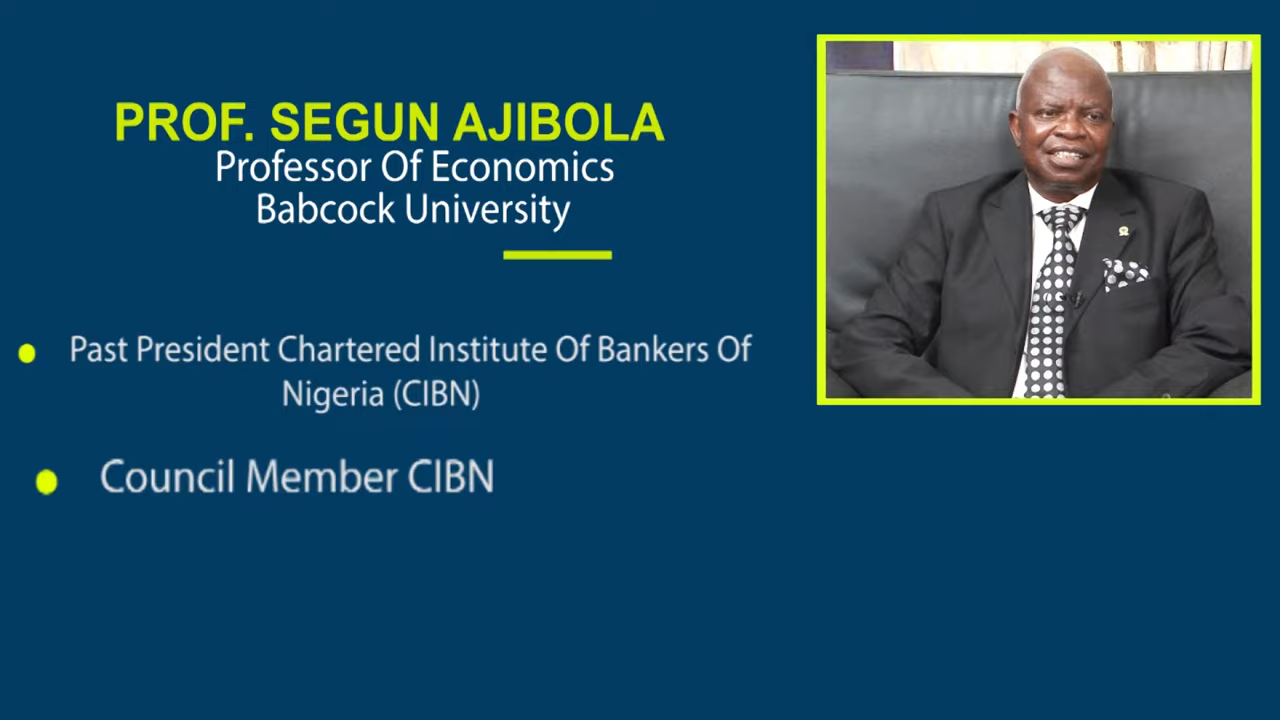 PROF. SEGUN AJIBOLA
Professor Of Economics
Babcock University
Past President Chartered Institute Of Bankers Of
Nigeria (CIBN)
Council Member CIBN